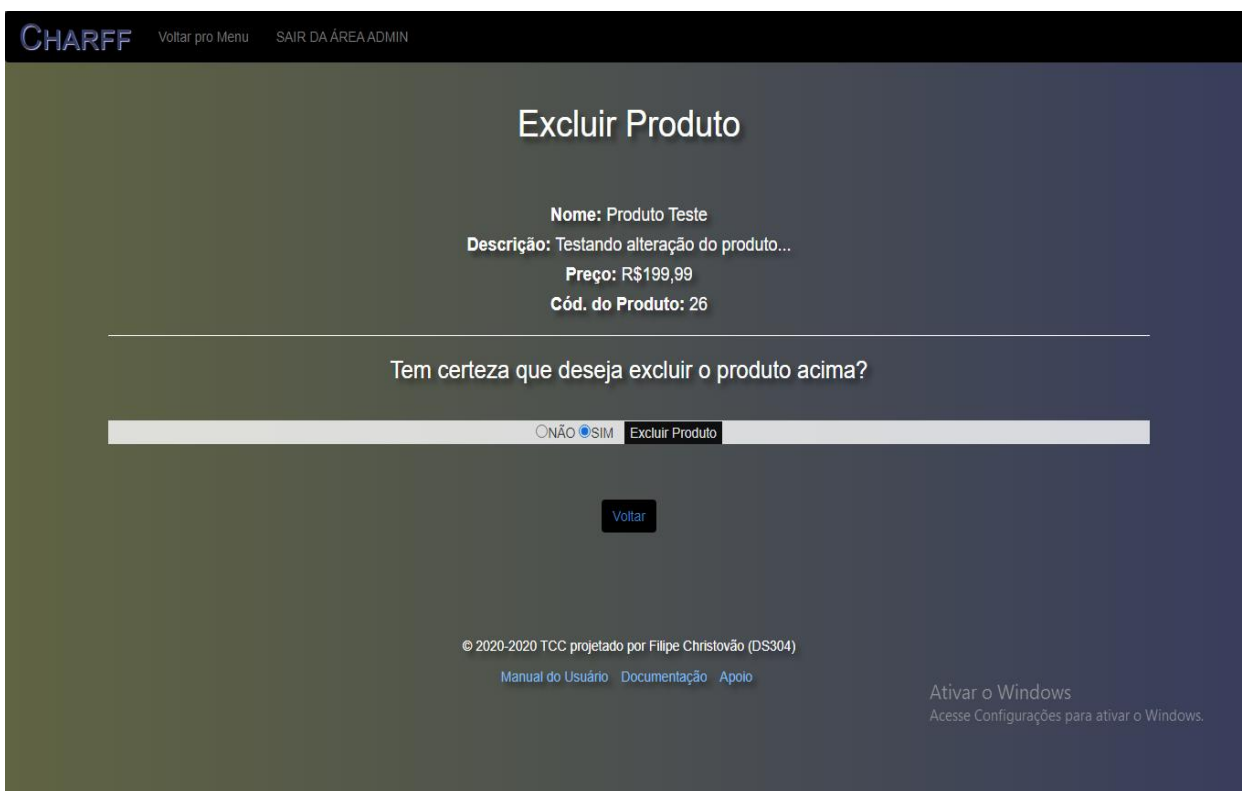 CHARFF Voltar pro Menu SAIR DA ÁREA ADMIN
Excluir Produto
Nome: Produto Teste
Descrição: Testando alteração do produto...
Preço: R$199,99
Cód. do Produto: 26
Tem certeza que deseja excluir o produto acima?
NÃO SIM Excluir Produto
Voltar
© 2020-2020 TCC projetado por Filipe Christovão (DS304)
Manual do Usuário Documentação Apoio
Ativar o Windows
Acesse Configurações para ativar o Windows.